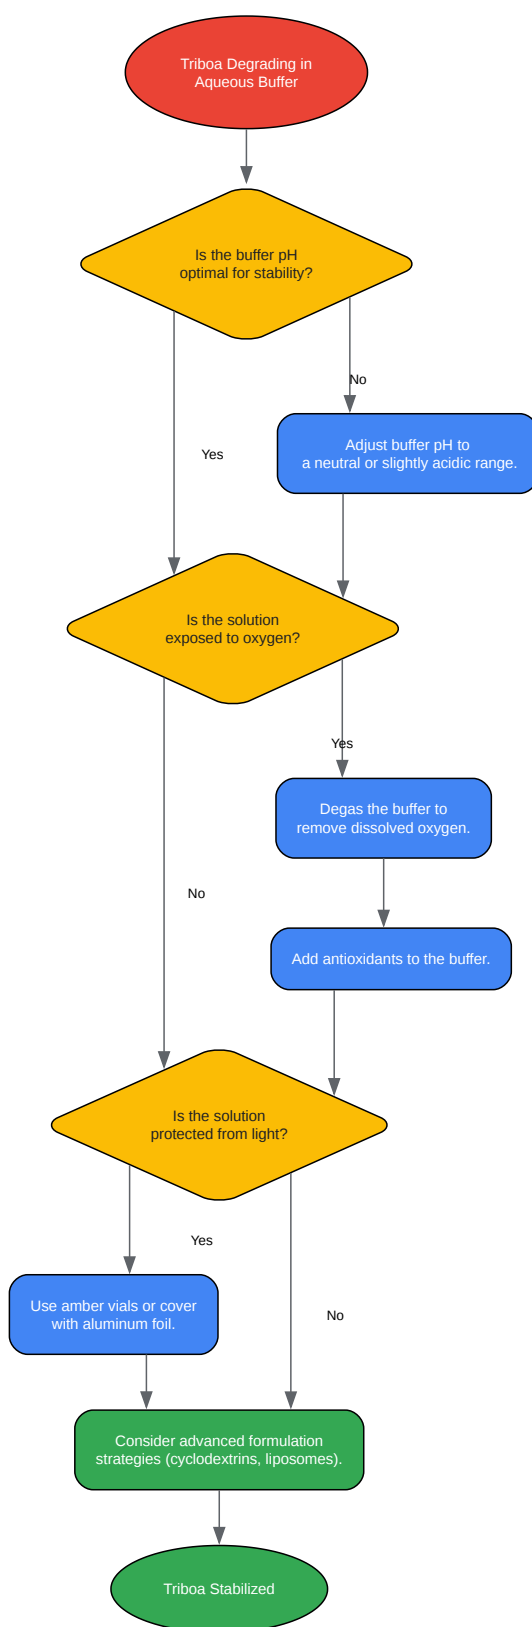 Triboa Degrading in
Aqueous Buffer
Is the buffer pH
optimal for stability?
No
Adjust buffer pH to
a neutral or slightly acidic range.
Yes
Is the solution
exposed to oxygen?
Yes
Degas the buffer to
remove dissolved oxygen.
No
Add antioxidants to the buffer.
Is the solution
protected from light?
Yes
Use amber vials or cover
with aluminum foil.
No
Consider advanced formulation
strategies (cyclodextrins, liposomes).
Triboa Stabilized